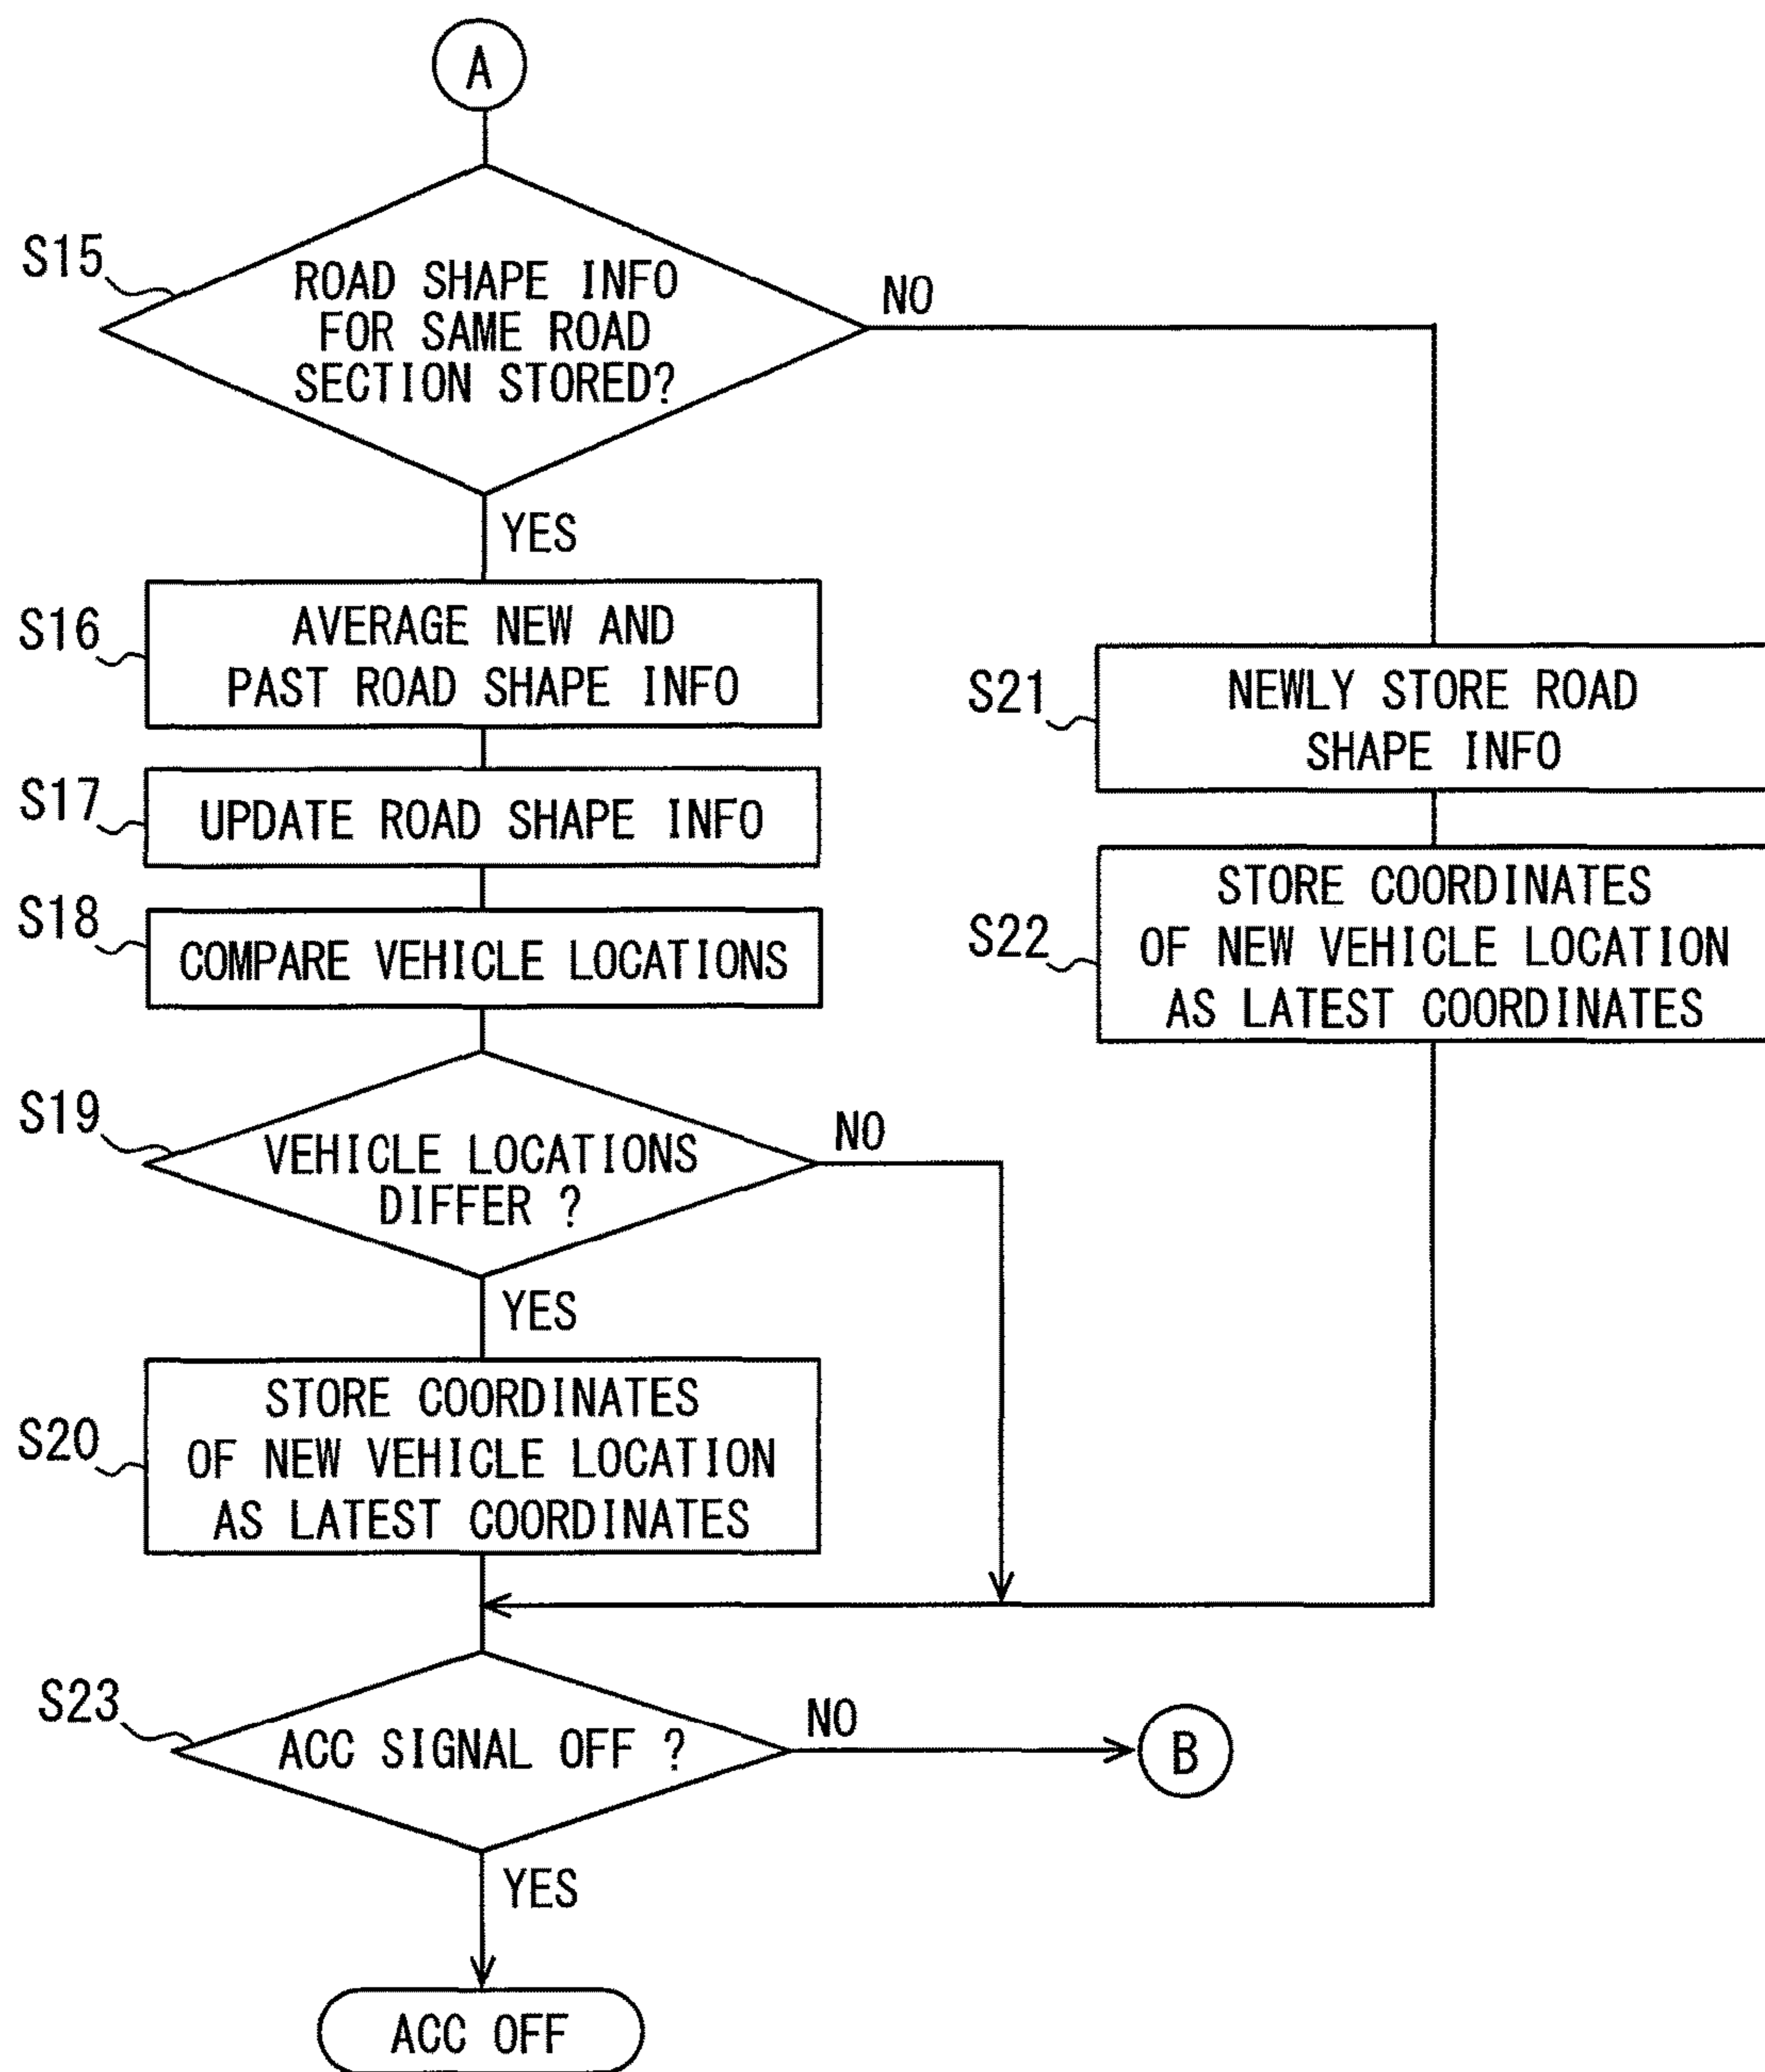 A
S15
ROAD SHAPE INFO
FOR SAME ROAD
SECTION STORED?
NO
YES
S16
AVERAGE NEW AND
PAST ROAD SHAPE INFO
S17
UPDATE ROAD SHAPE INFO
S18
COMPARE VEHICLE LOCATIONS
S21
NEWLY STORE ROAD
SHAPE INFO
S22
STORE COORDINATES
OF NEW VEHICLE LOCATION
AS LATEST COORDINATES
S19
VEHICLE LOCATIONS
DIFFER ?
NO
YES
S20
STORE COORDINATES
OF NEW VEHICLE LOCATION
AS LATEST COORDINATES
S23
ACC SIGNAL OFF ?
NO
B
YES
ACC OFF